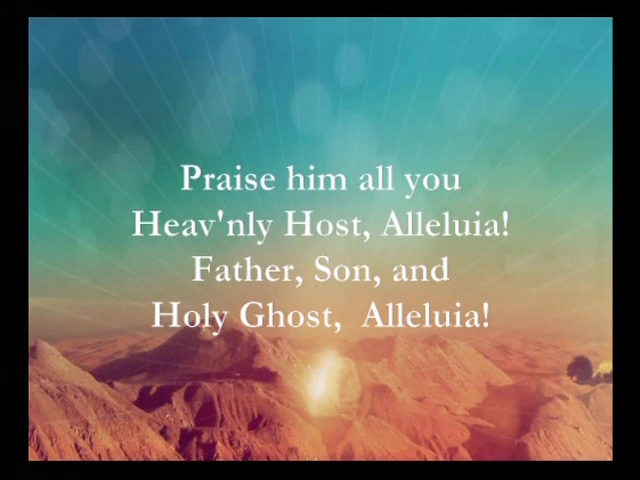 Praise him all you
Heav'nly Host, Alleluia!
Father, Son, and
Holy Ghost, Alleluia!